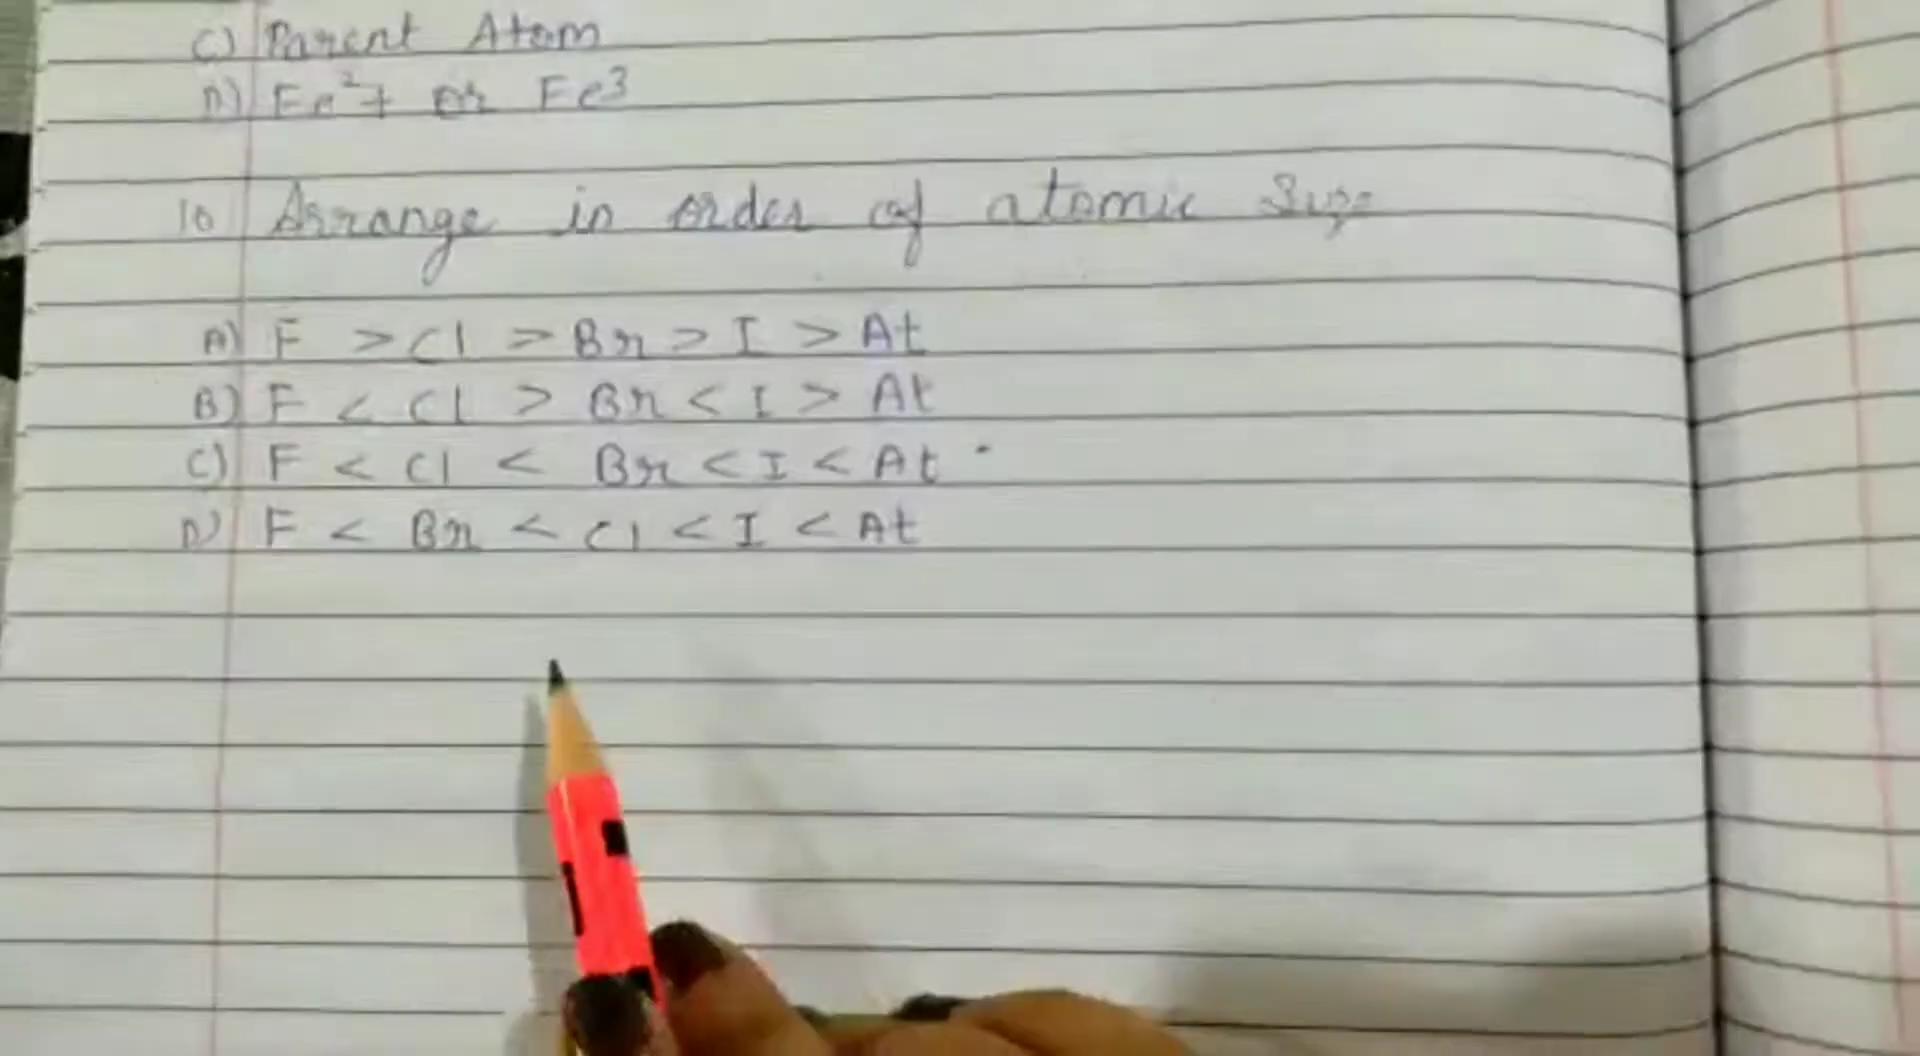 C) Parent Atom
D) Fe²+ or Fe3
10 Arrange in order of atomic Size
A) F > Cl > Br > I > At
B) F < Cl > Br < I > At
C) F < Cl < Br < I < At
D) F < Br < Cl < I < At